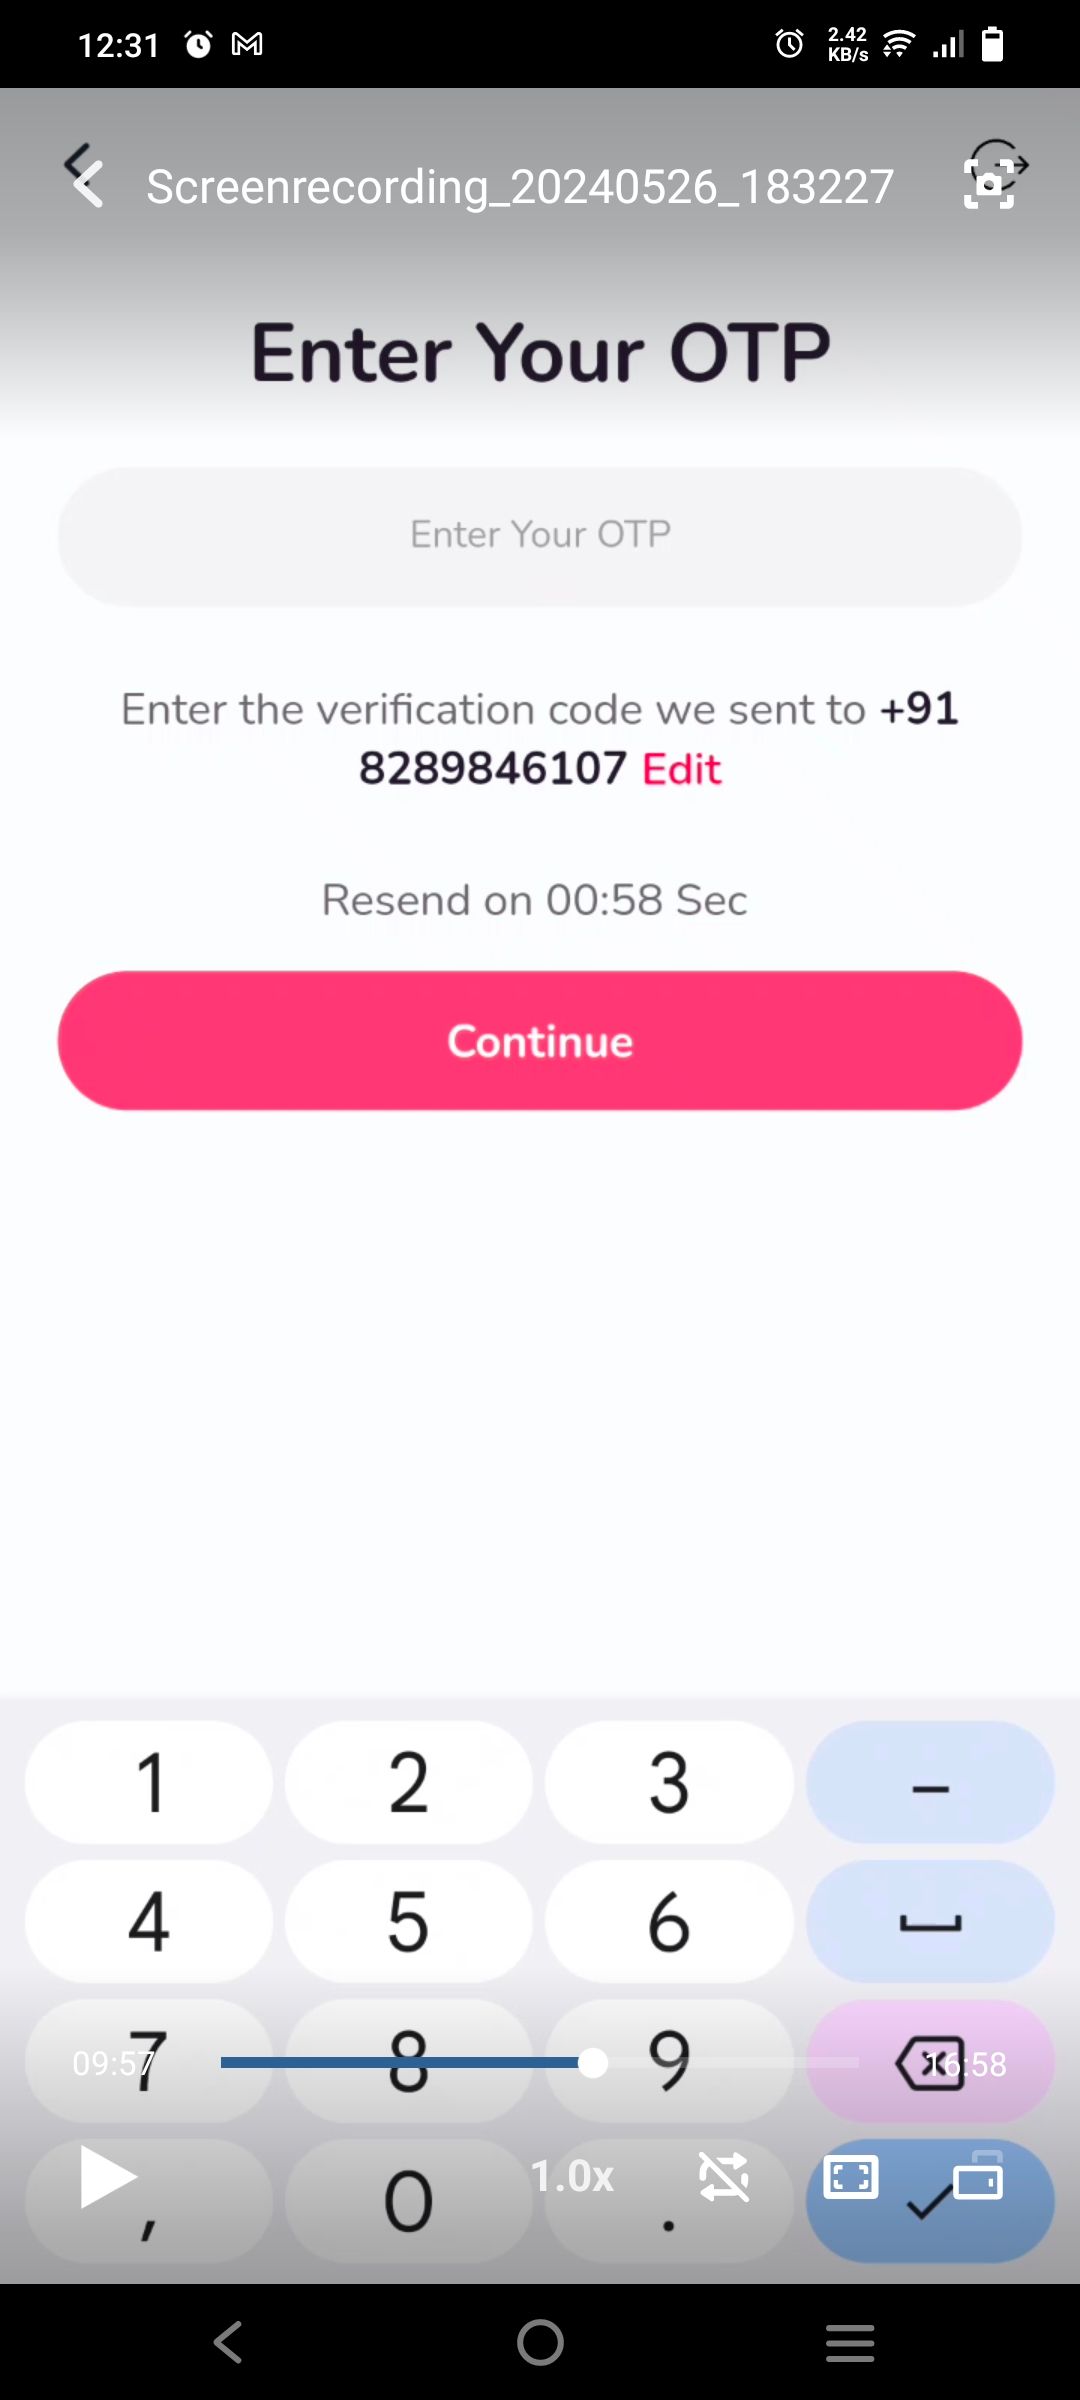 12:31
2.42
KB/s
Screenrecording_20240526_183227
Enter Your OTP
Enter Your OTP
Enter the verification code we sent to +91
8289846107 Edit
Resend on 00:58 Sec
Continue
1 2 3 –
4 5 6
7 8 9
09:57 16:58
1.0x
, 0 .